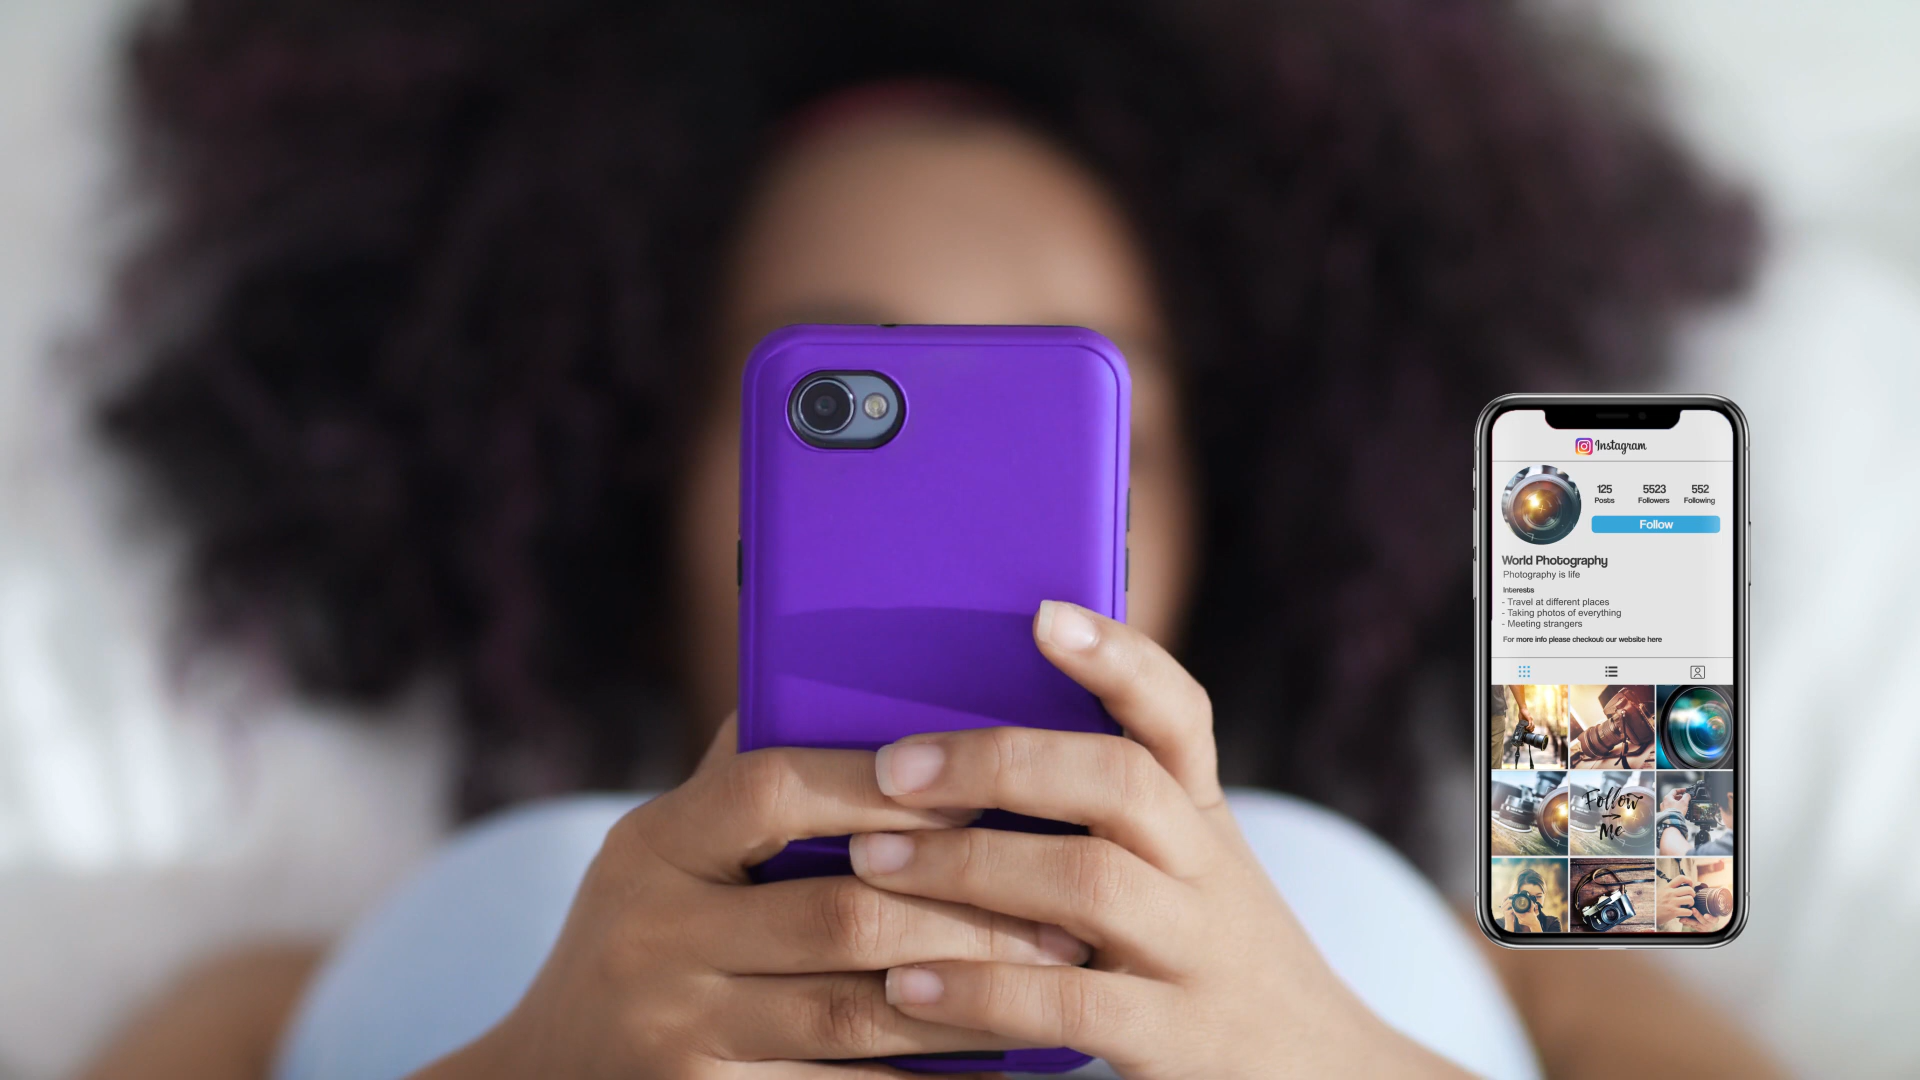 Instagram
125 5523 552
Posts Followers Following
Follow
World Photography
Photography is life
Interests
- Travel at different places
- Taking photos of everything
- Meeting strangers
For more info please checkout our website here
Follow
Me